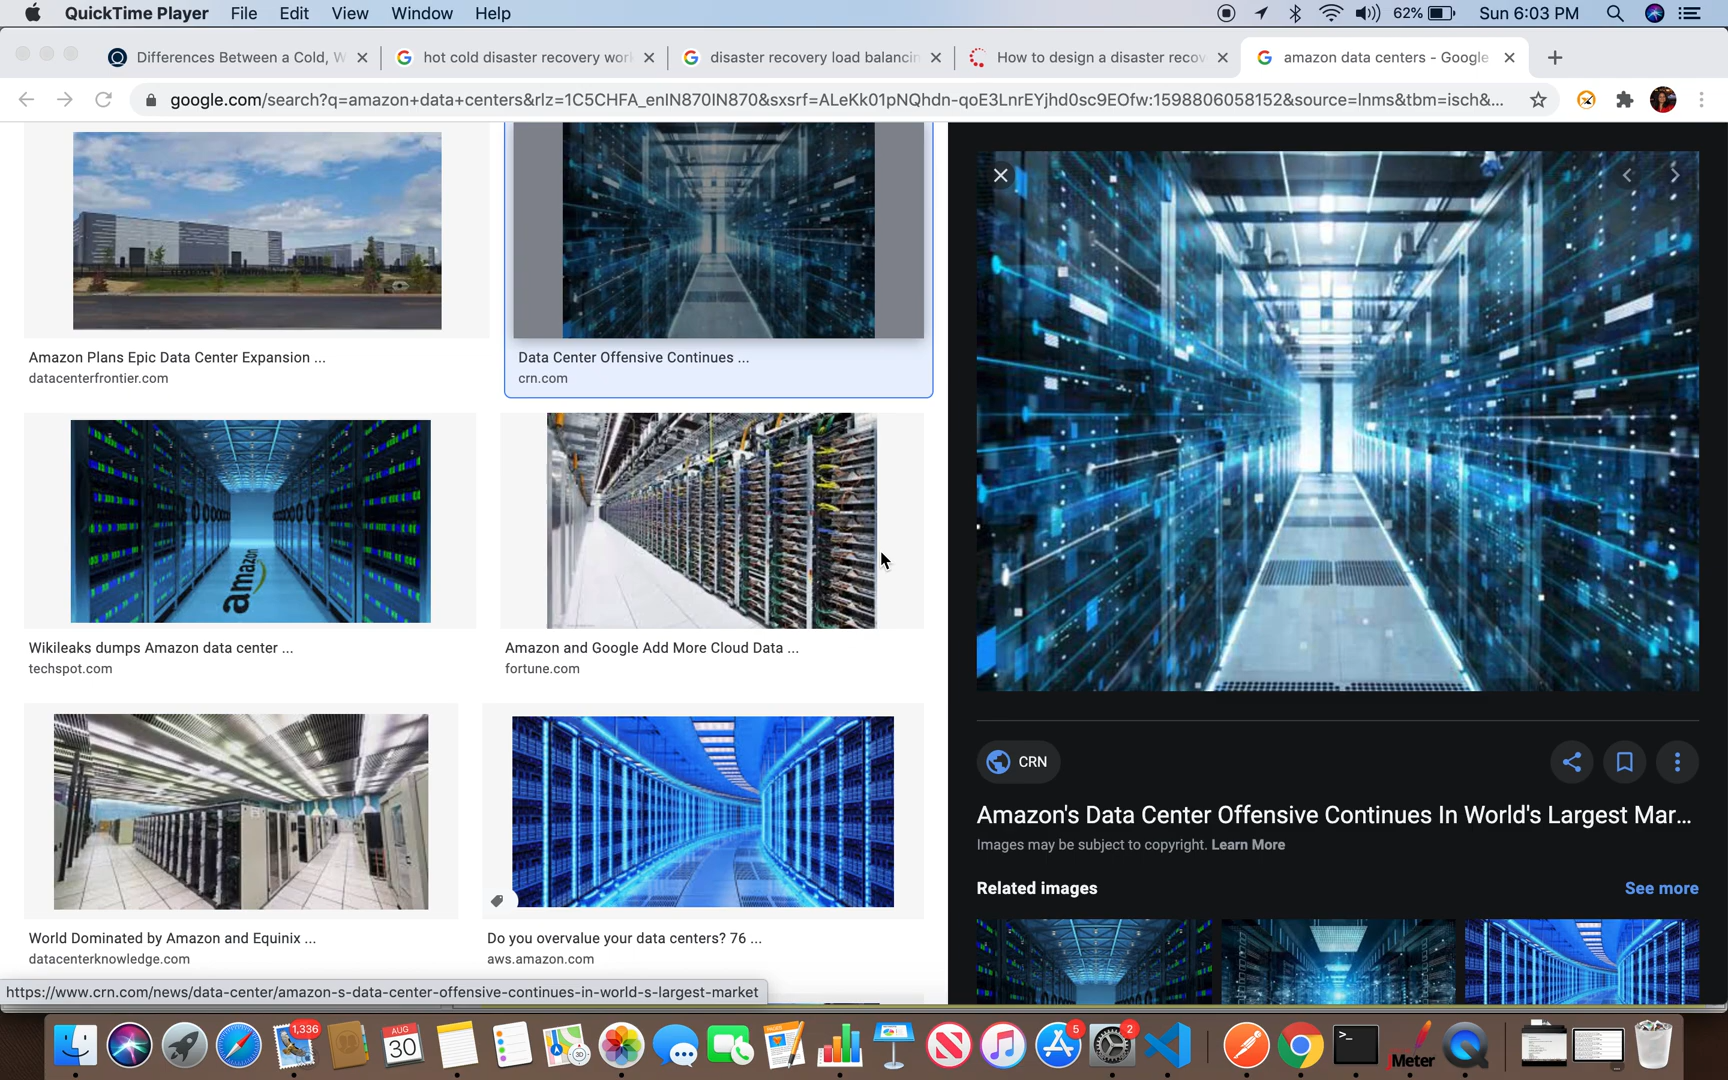 QuickTime Player File Edit View Window Help 62% Sun 6:03 PM
Differences Between a Cold, W hot cold disaster recovery wor disaster recovery load balancin How to design a disaster recov amazon data centers - Google
google.com/search?q=amazon+data+centers&rlz=1C5CHFA_enIN870IN870&sxsrf=ALeKk01pNQhdn-qoE3LnrEYjhd0sc9EOfw:1598806058152&source=lnms&tbm=isch&...
Amazon Plans Epic Data Center Expansion ...
datacenterfrontier.com
Data Center Offensive Continues ...
crn.com
amazon
Wikileaks dumps Amazon data center ...
techspot.com
Amazon and Google Add More Cloud Data ...
fortune.com
World Dominated by Amazon and Equinix ...
datacenterknowledge.com
Do you overvalue your data centers? 76 ...
aws.amazon.com
CRN
Amazon's Data Center Offensive Continues In World's Largest Mar...
Images may be subject to copyright. Learn More
Related images
See more
https://www.crn.com/news/data-center/amazon-s-data-center-offensive-continues-in-world-s-largest-market
1,336
AUG
30
3D
5
2
>_
JMeter